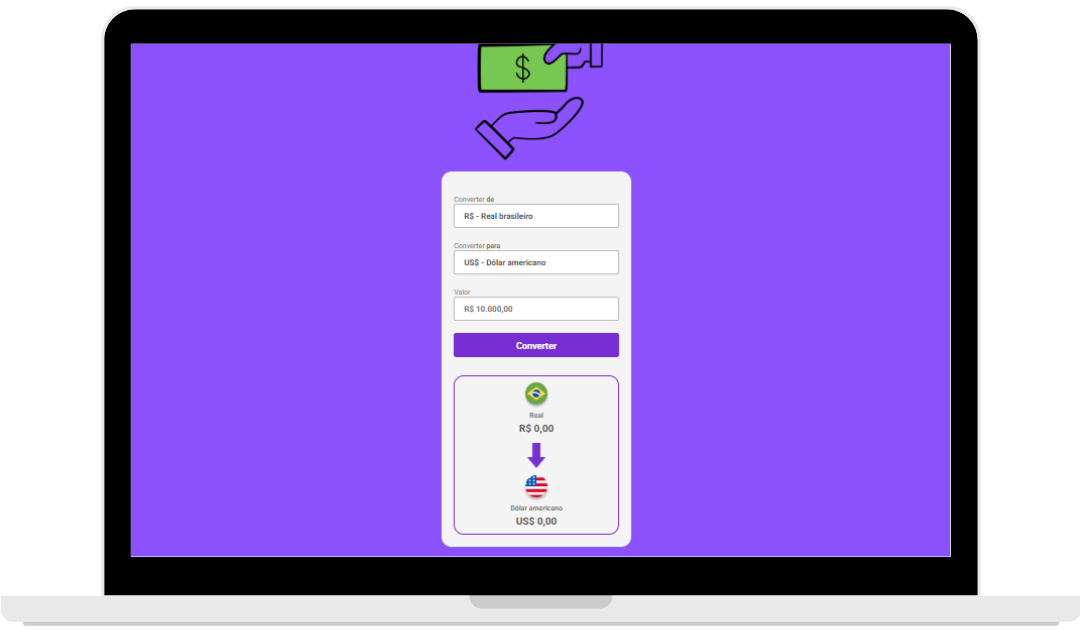 $
Converter de
R$ - Real brasileiro
Converter para
US$ - Dólar americano
Valor
R$ 10.000,00
Converter
Real
R$ 0,00
Dólar americano
US$ 0,00